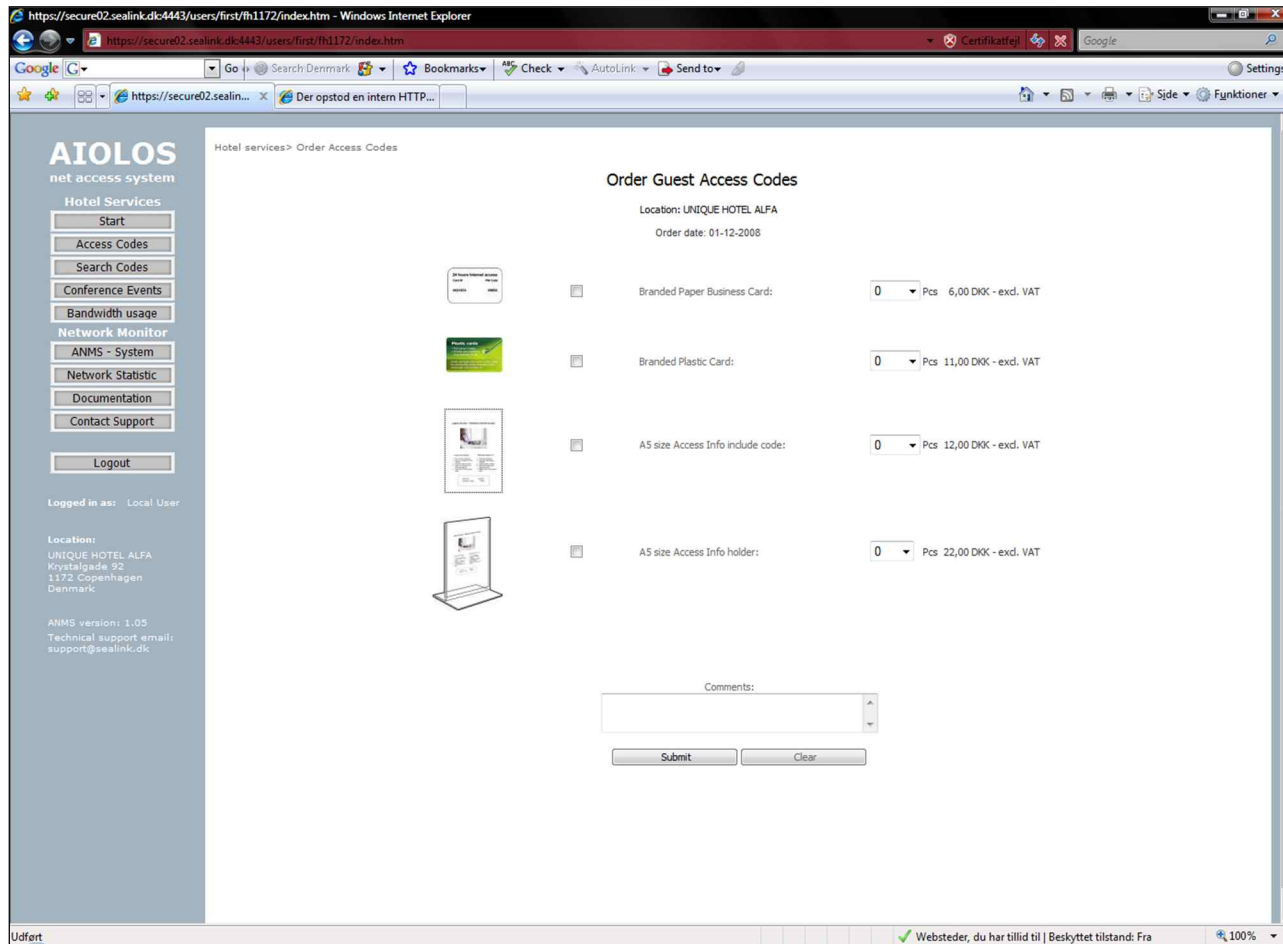 https://secure02.sealink.dk:4443/users/first/fh1172/index.htm - Windows Internet Explorer
https://secure02.sealink.dk:4443/users/first/fh1172/index.htm
Certifikatfejl
Google
Google
G
Go
Search Denmark
Bookmarks
ABC Check
AutoLink
Send to
Settings
https://secure02.sealin...
Der opstod en intern HTTP...
Side
Funktioner
AIOLOS
net access system
Hotel Services
Start
Access Codes
Search Codes
Conference Events
Bandwidth usage
Network Monitor
ANMS - System
Network Statistic
Documentation
Contact Support
Logout
Logged in as: Local User
Location:
UNIQUE HOTEL ALFA
Krystalgade 92
1172 Copenhagen
Denmark
ANMS version: 1.05
Technical support email:
support@sealink.dk
Hotel services> Order Access Codes
Order Guest Access Codes
Location: UNIQUE HOTEL ALFA
Order date: 01-12-2008
24 hours Internet access
Branded Paper Business Card: 0 Pcs 6,00 DKK - excl. VAT
Plastic cards
Branded Plastic Card: 0 Pcs 11,00 DKK - excl. VAT
A5 size Access Info include code: 0 Pcs 12,00 DKK - excl. VAT
A5 size Access Info holder: 0 Pcs 22,00 DKK - excl. VAT
Comments:
Submit
Clear
Udført
Websteder, du har tillid til | Beskyttet tilstand: Fra
100%